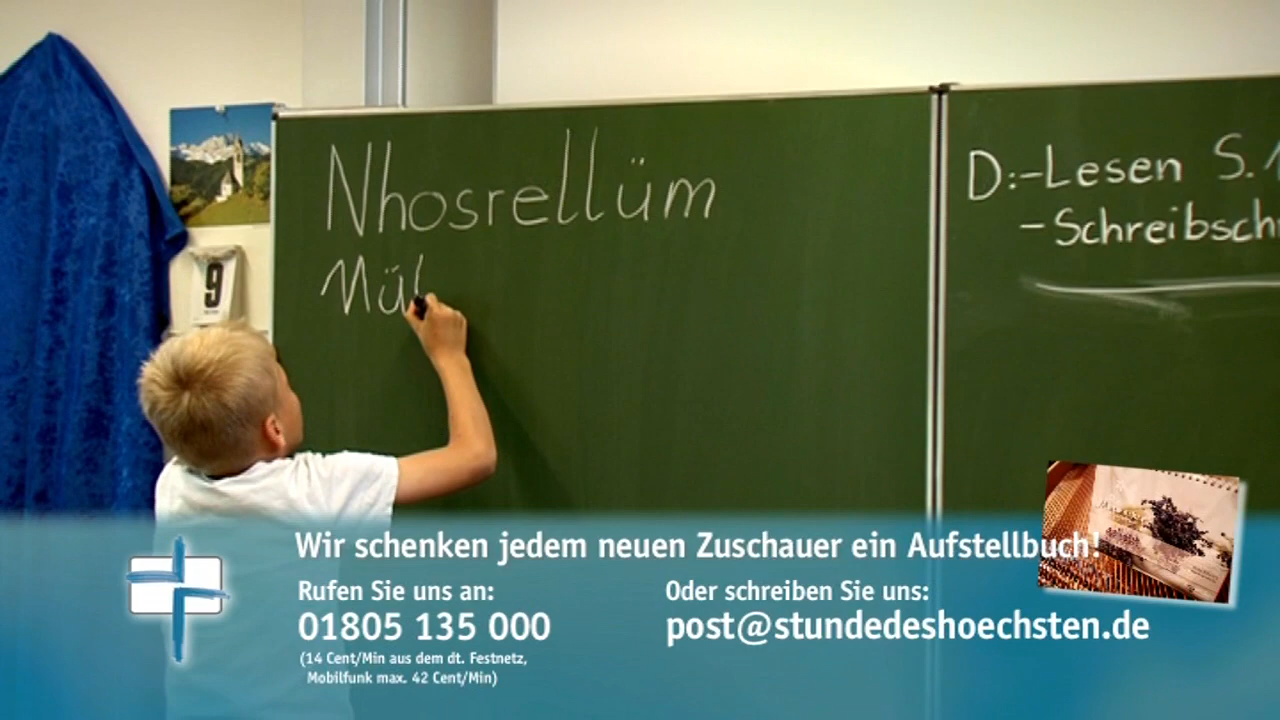 Nhosrellüm
Mül
9
D:-Lesen S. 1
-Schreibsch
Wir schenken jedem neuen Zuschauer ein Aufstellbuch!
Rufen Sie uns an:
01805 135 000
(14 Cent/Min aus dem dt. Festnetz,
Mobilfunk max. 42 Cent/Min)
Oder schreiben Sie uns:
post@stundedeshoechsten.de